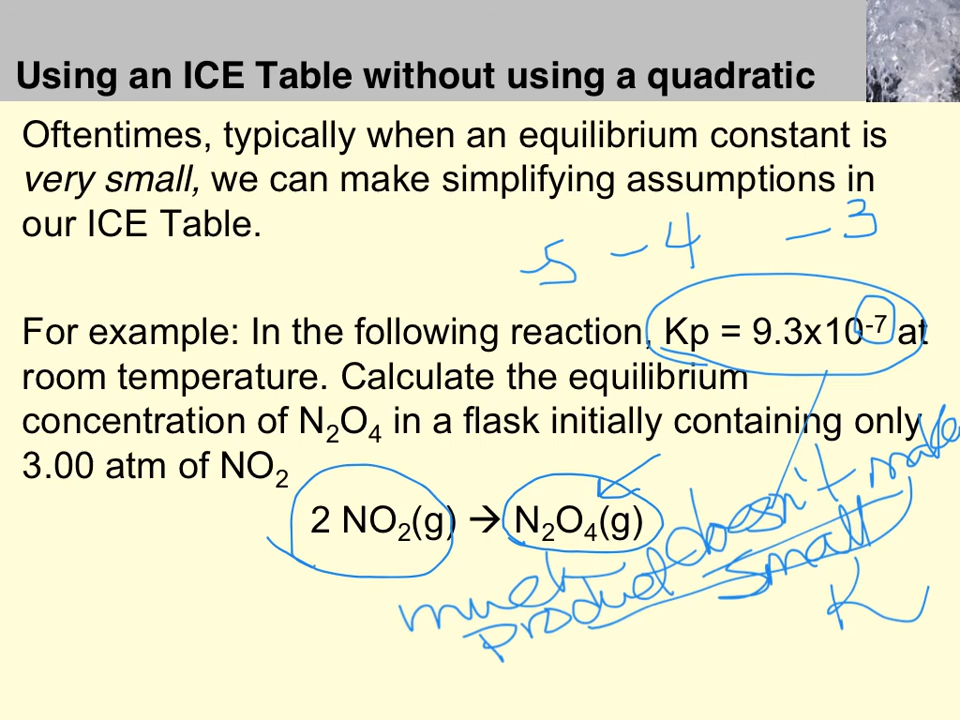 Using an ICE Table without using a quadratic
Oftentimes, typically when an equilibrium constant is
very small, we can make simplifying assumptions in
our ICE Table.
-5 -4 -3
For example: In the following reaction, Kp = 9.3x10⁻⁷ at
room temperature. Calculate the equilibrium
concentration of N₂O₄ in a flask initially containing only
3.00 atm of NO₂
2 NO₂(g) → N₂O₄(g)
doesn't make
much product
small
K